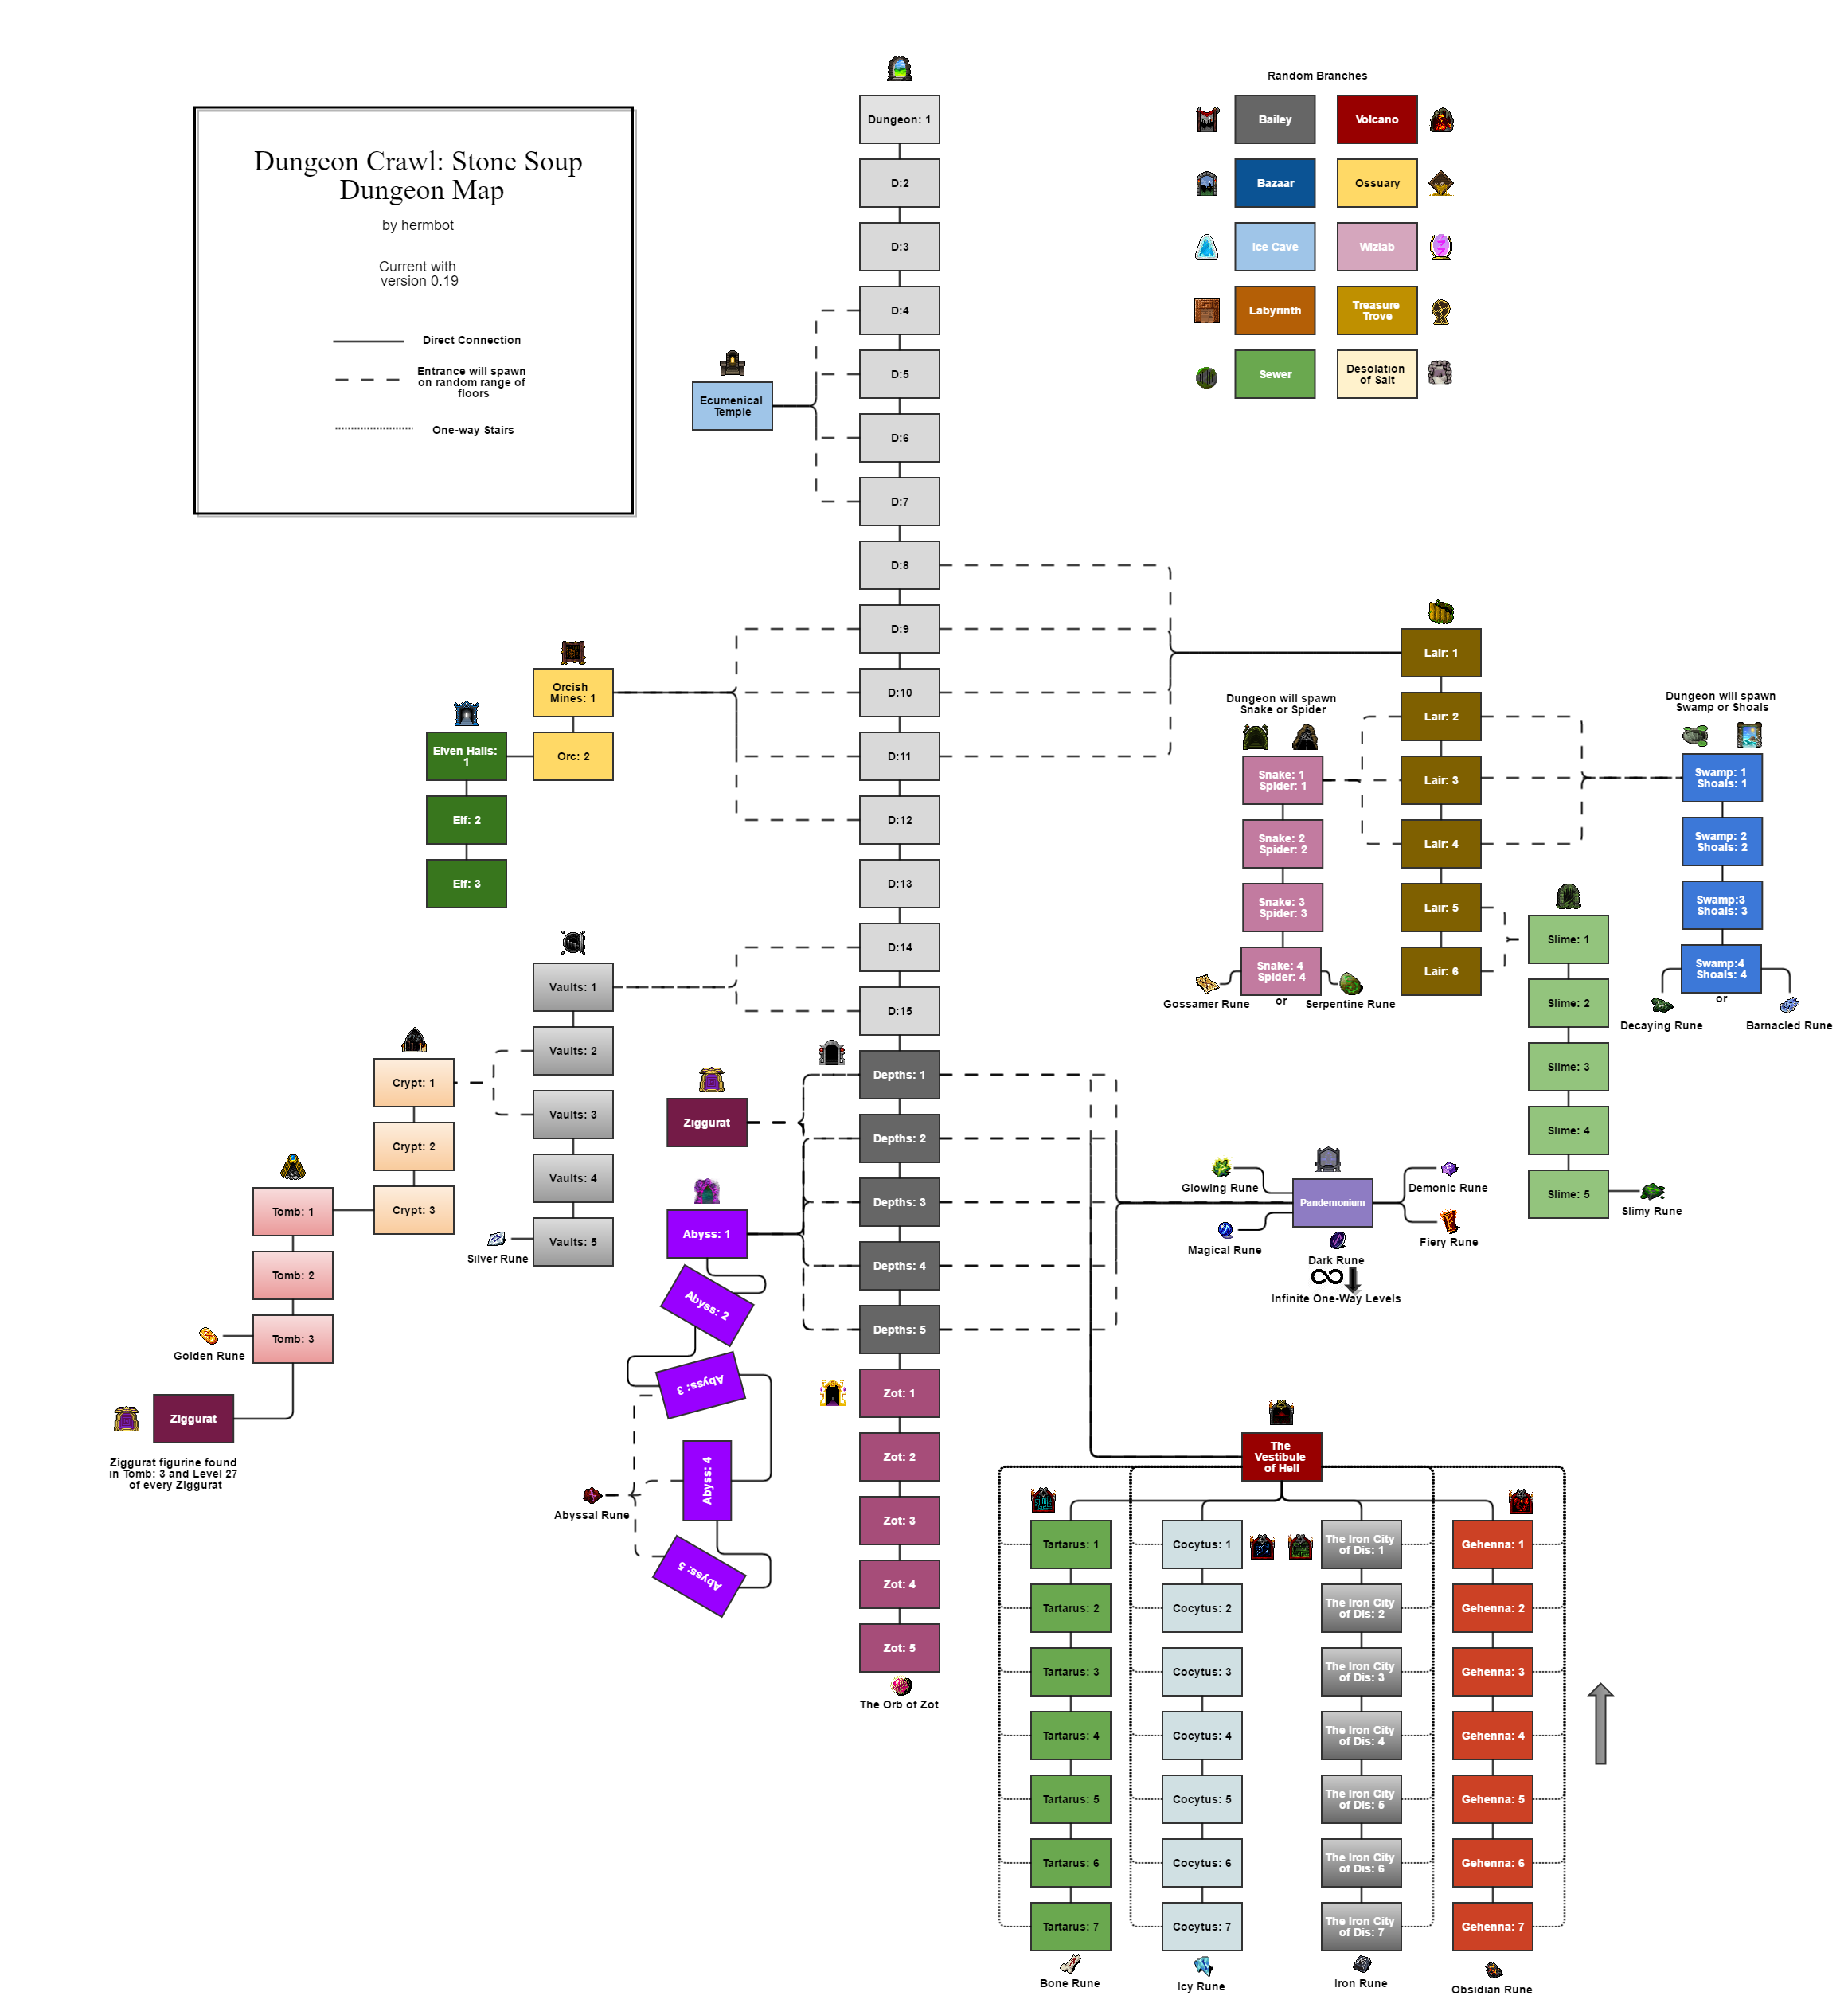 Dungeon Crawl: Stone Soup
Dungeon Map
by hermbot
Current with
version 0.19
Direct Connection
Entrance will spawn
on random range of
floors
One-way Stairs
Random Branches
Bailey
Volcano
Bazaar
Ossuary
Ice Cave
Wizlab
Labyrinth
Treasure
Trove
Sewer
Desolation
of Salt
Dungeon: 1
D:2
D:3
D:4
D:5
D:6
D:7
D:8
D:9
D:10
D:11
D:12
D:13
D:14
D:15
Depths: 1
Depths: 2
Depths: 3
Depths: 4
Depths: 5
Zot: 1
Zot: 2
Zot: 3
Zot: 4
Zot: 5
The Orb of Zot
Ecumenical
Temple
Orcish
Mines: 1
Orc: 2
Elven Halls:
1
Elf: 2
Elf: 3
Vaults: 1
Vaults: 2
Vaults: 3
Vaults: 4
Vaults: 5
Silver Rune
Crypt: 1
Crypt: 2
Crypt: 3
Tomb: 1
Tomb: 2
Tomb: 3
Golden Rune
Ziggurat
Ziggurat figurine found
in Tomb: 3 and Level 27
of every Ziggurat
Ziggurat
Abyss: 1
Abyss: 2
Abyss: 3
Abyss: 4
Abyss: 5
Abyssal Rune
Lair: 1
Lair: 2
Lair: 3
Lair: 4
Lair: 5
Lair: 6
Dungeon will spawn
Snake or Spider
Snake: 1
Spider: 1
Snake: 2
Spider: 2
Snake: 3
Spider: 3
Snake: 4
Spider: 4
Gossamer Rune
or
Serpentine Rune
Dungeon will spawn
Swamp or Shoals
Swamp: 1
Shoals: 1
Swamp: 2
Shoals: 2
Swamp:3
Shoals: 3
Swamp:4
Shoals: 4
or
Decaying Rune
Barnacled Rune
Slime: 1
Slime: 2
Slime: 3
Slime: 4
Slime: 5
Slimy Rune
Glowing Rune
Demonic Rune
Pandemonium
Magical Rune
Fiery Rune
Dark Rune
∞
Infinite One-Way Levels
The
Vestibule
of Hell
Tartarus: 1
Tartarus: 2
Tartarus: 3
Tartarus: 4
Tartarus: 5
Tartarus: 6
Tartarus: 7
Bone Rune
Cocytus: 1
Cocytus: 2
Cocytus: 3
Cocytus: 4
Cocytus: 5
Cocytus: 6
Cocytus: 7
Icy Rune
The Iron City
of Dis: 1
The Iron City
of Dis: 2
The Iron City
of Dis: 3
The Iron City
of Dis: 4
The Iron City
of Dis: 5
The Iron City
of Dis: 6
The Iron City
of Dis: 7
Iron Rune
Gehenna: 1
Gehenna: 2
Gehenna: 3
Gehenna: 4
Gehenna: 5
Gehenna: 6
Gehenna: 7
Obsidian Rune